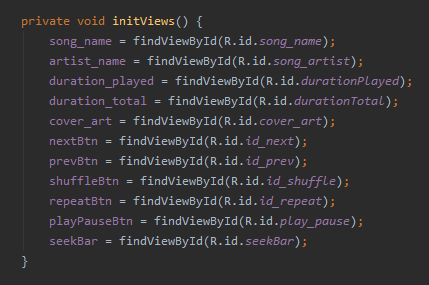 private void initViews() {
    song_name = findViewById(R.id.song_name);
    artist_name = findViewById(R.id.song_artist);
    duration_played = findViewById(R.id.durationPlayed);
    duration_total = findViewById(R.id.durationTotal);
    cover_art = findViewById(R.id.cover_art);
    nextBtn = findViewById(R.id.id_next);
    prevBtn = findViewById(R.id.id_prev);
    shuffleBtn = findViewById(R.id.id_shuffle);
    repeatBtn = findViewById(R.id.id_repeat);
    playPauseBtn = findViewById(R.id.play_pause);
    seekBar = findViewById(R.id.seekBar);
}